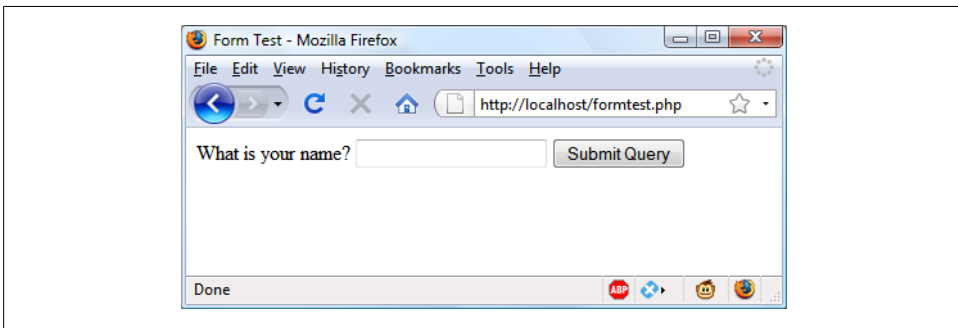 Form Test - Mozilla Firefox
File Edit View History Bookmarks Tools Help
http://localhost/formtest.php
What is your name? Submit Query
Done
ABP